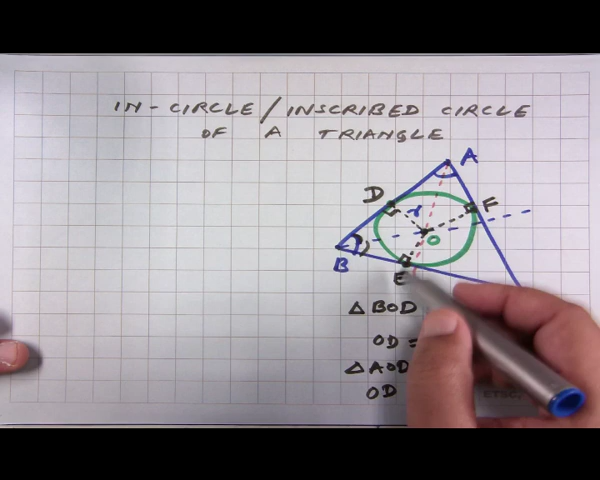 IN-CIRCLE/INSCRIBED CIRCLE
OF A TRIANGLE
A
D
r
F
O
B
E
△ BOD
OD =
△ AOD
OD